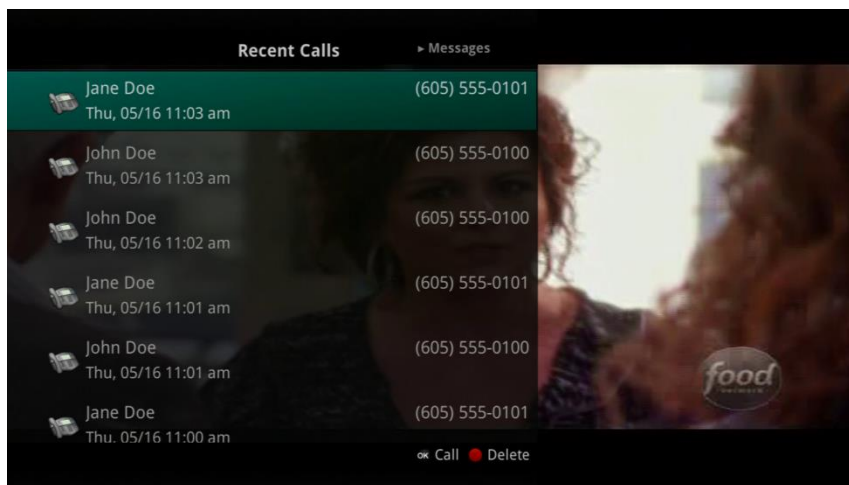 Recent Calls ▸ Messages
Jane Doe (605) 555-0101
Thu, 05/16 11:03 am
John Doe (605) 555-0100
Thu, 05/16 11:03 am
John Doe (605) 555-0100
Thu, 05/16 11:02 am
Jane Doe (605) 555-0101
Thu, 05/16 11:01 am
John Doe (605) 555-0100
Thu, 05/16 11:01 am
food
network
Jane Doe (605) 555-0101
Thu, 05/16 11:00 am
OK Call Delete